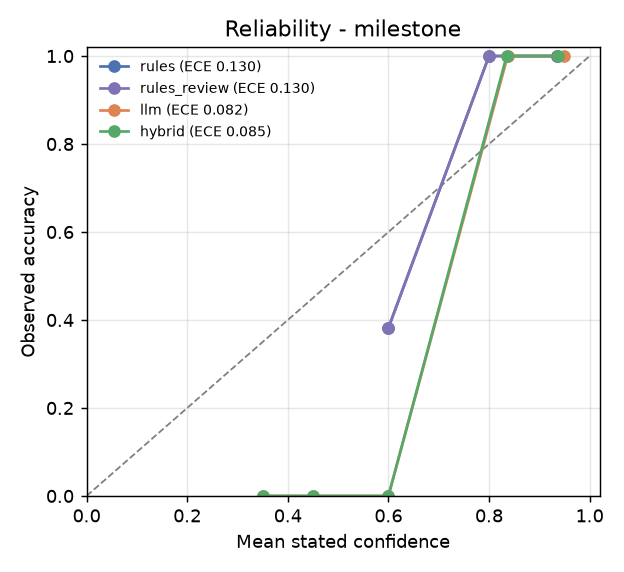 Reliability - milestone
rules (ECE 0.130)
rules_review (ECE 0.130)
llm (ECE 0.082)
hybrid (ECE 0.085)
Observed accuracy
1.0
0.8
0.6
0.4
0.2
0.0
0.0 0.2 0.4 0.6 0.8 1.0
Mean stated confidence